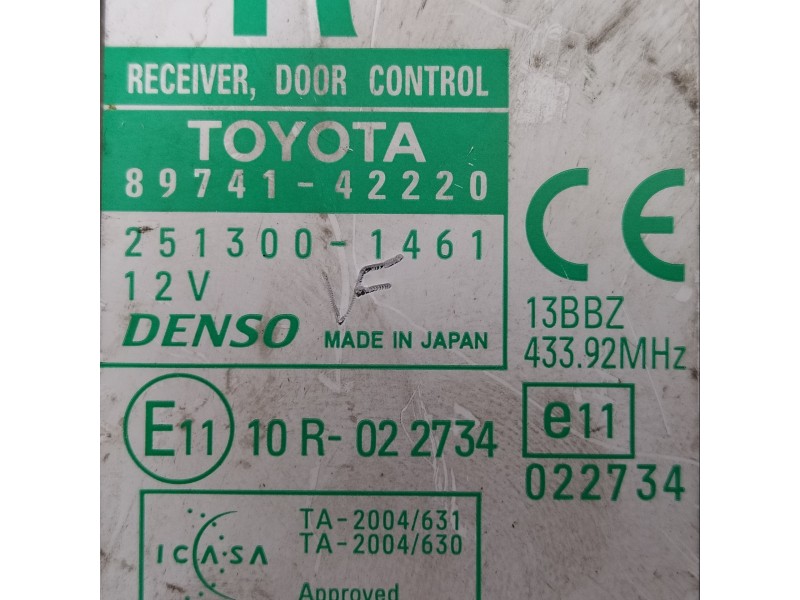 RECEIVER, DOOR CONTROL
TOYOTA
89741-42220
251300-1461
12V
DENSO MADE IN JAPAN
CE
13BBZ
433.92MHz
E11 10 R-02 2734
e11
022734
ICASA
TA-2004/631
TA-2004/630
Approved